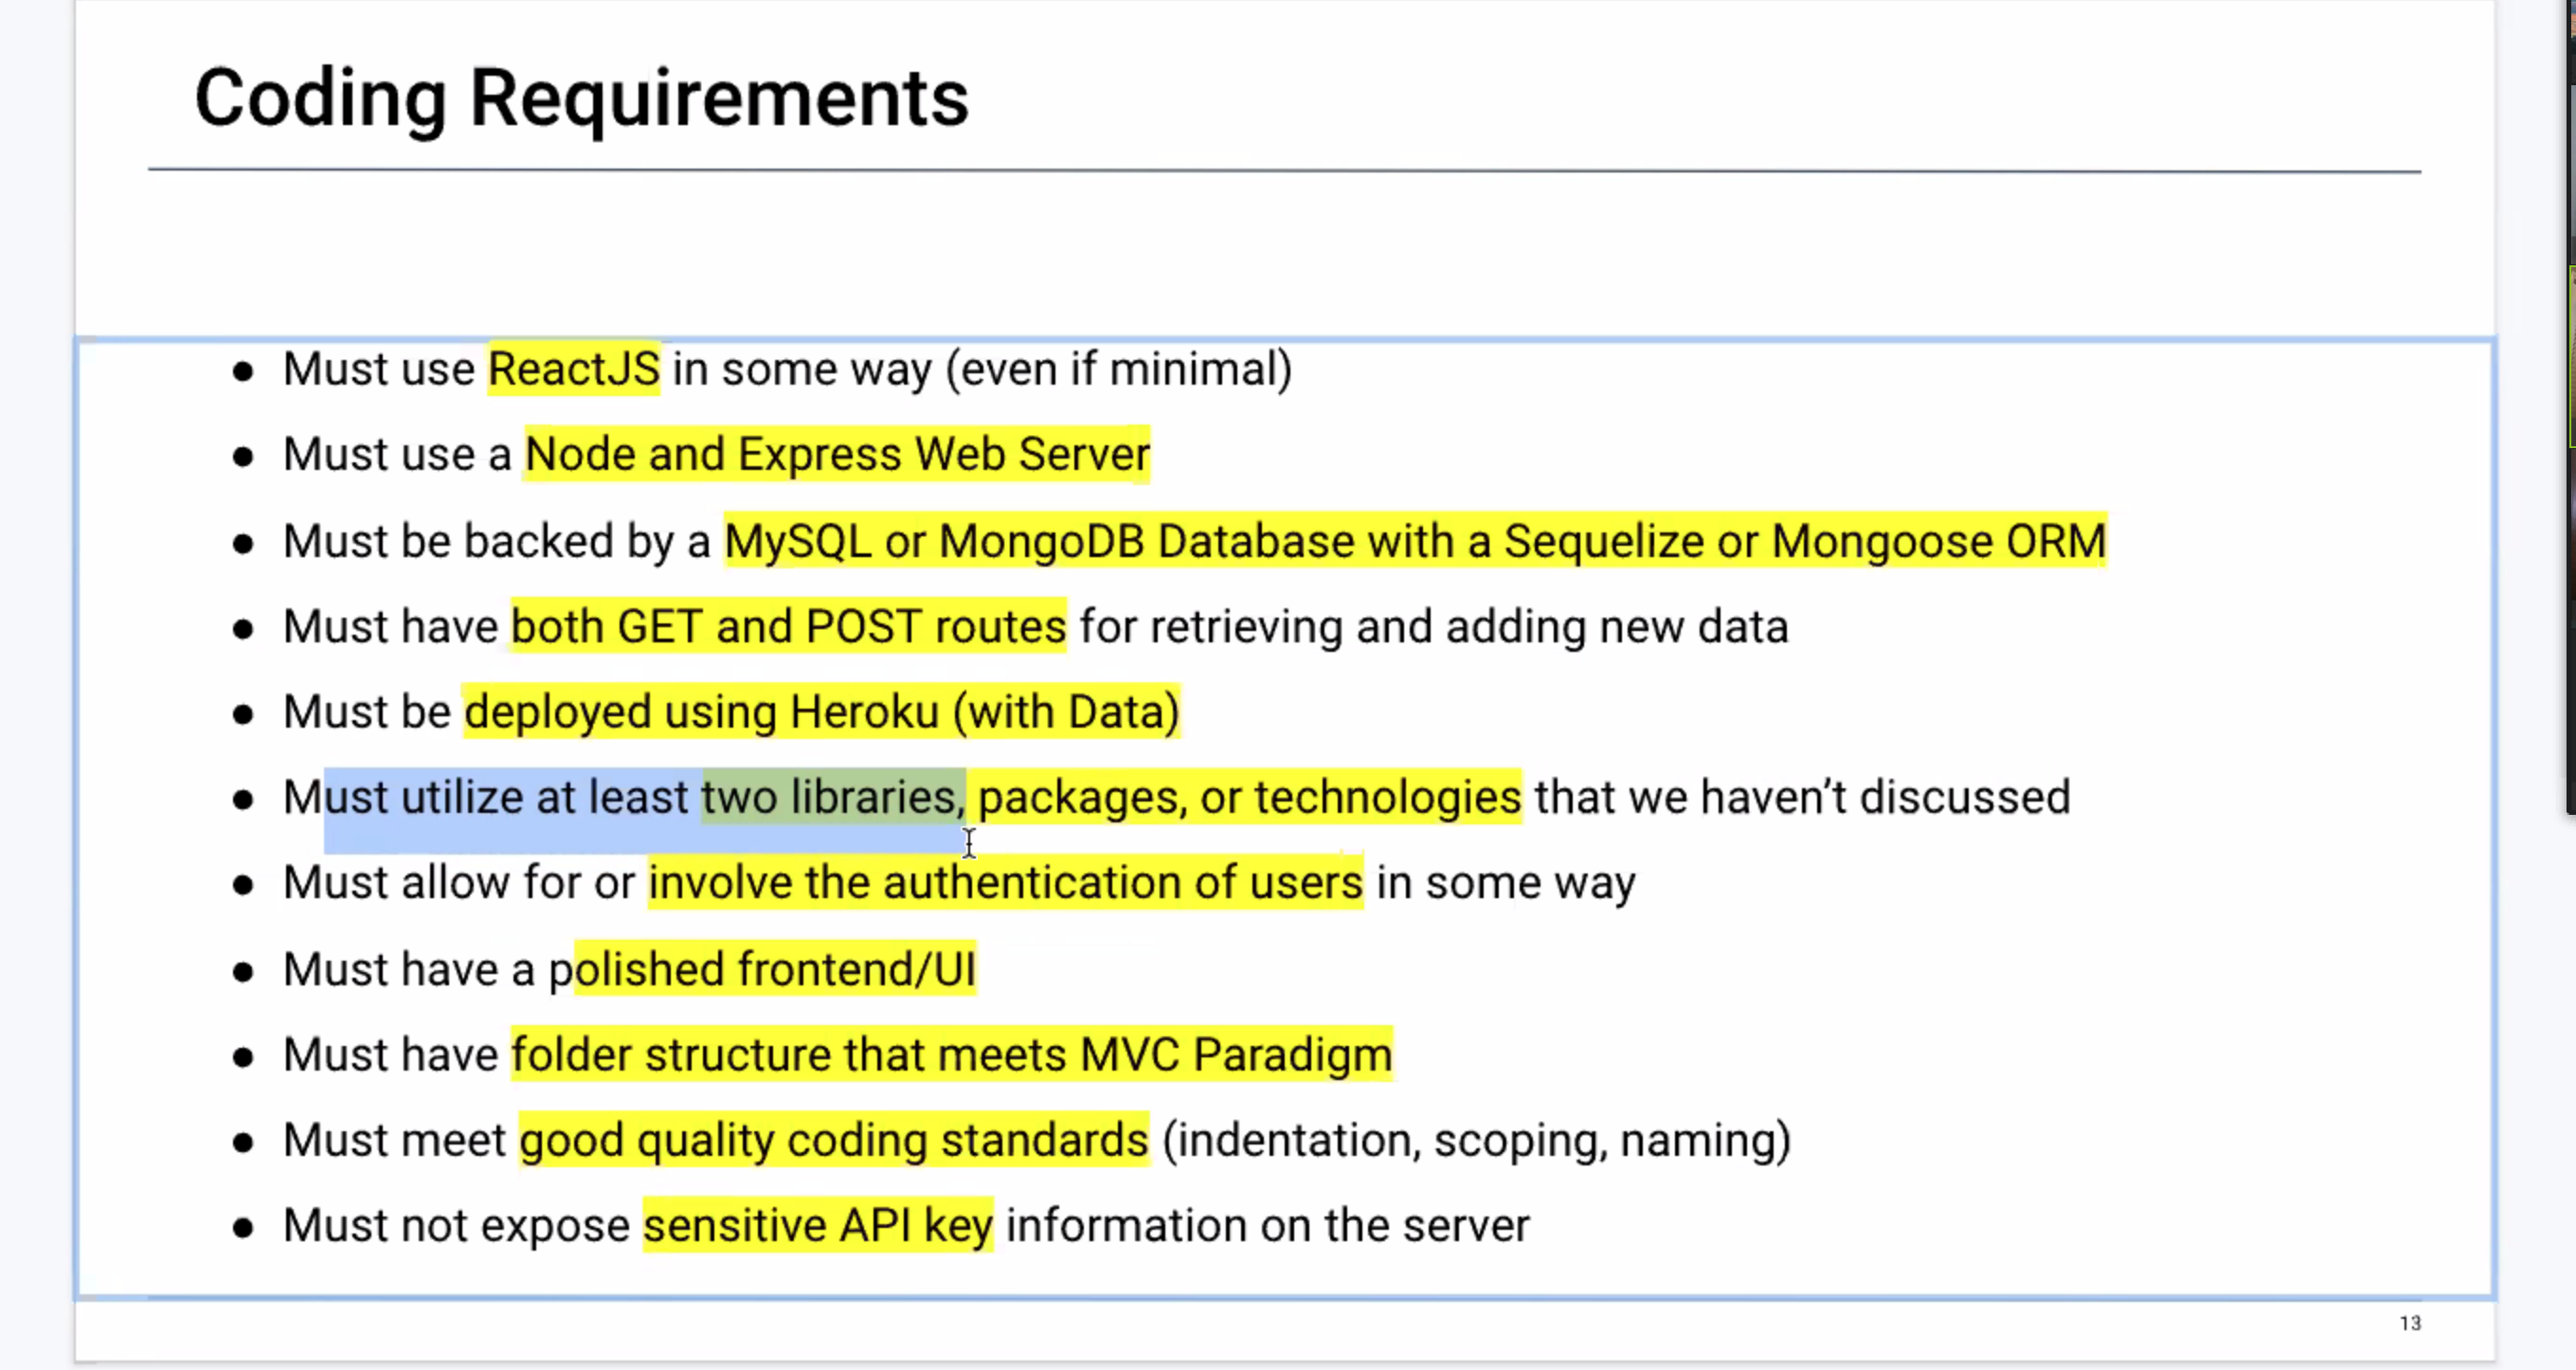 Coding Requirements
● Must use ReactJS in some way (even if minimal)
● Must use a Node and Express Web Server
● Must be backed by a MySQL or MongoDB Database with a Sequelize or Mongoose ORM
● Must have both GET and POST routes for retrieving and adding new data
● Must be deployed using Heroku (with Data)
● Must utilize at least two libraries, packages, or technologies that we haven’t discussed
● Must allow for or involve the authentication of users in some way
● Must have a polished frontend/UI
● Must have folder structure that meets MVC Paradigm
● Must meet good quality coding standards (indentation, scoping, naming)
● Must not expose sensitive API key information on the server
13